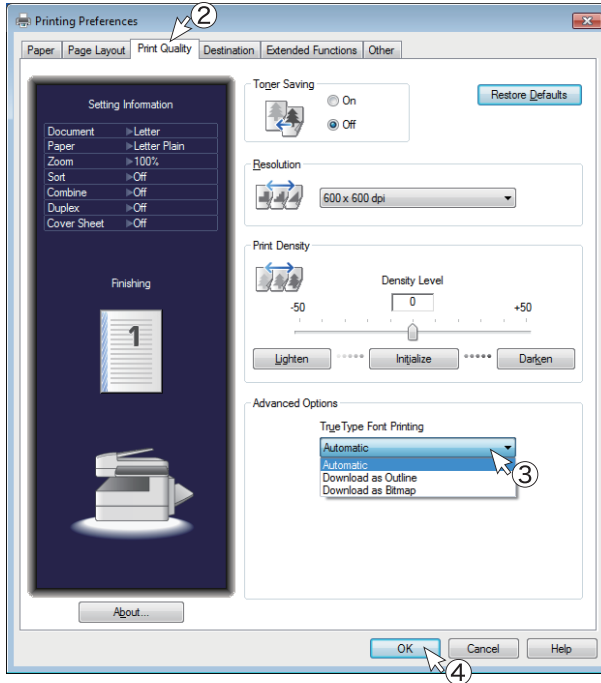 Printing Preferences
2
Paper Page Layout Print Quality Destination Extended Functions Other
Setting Information
Document Letter
Paper Letter Plain
Zoom 100%
Sort Off
Combine Off
Duplex Off
Cover Sheet Off
Finishing
1
About...
Toner Saving
On
Off
Restore Defaults
Resolution
600 x 600 dpi
Print Density
Density Level
-50 0 +50
Lighten Initialize Darken
Advanced Options
TrueType Font Printing
Automatic
3
Automatic
Download as Outline
Download as Bitmap
OK Cancel Help
4